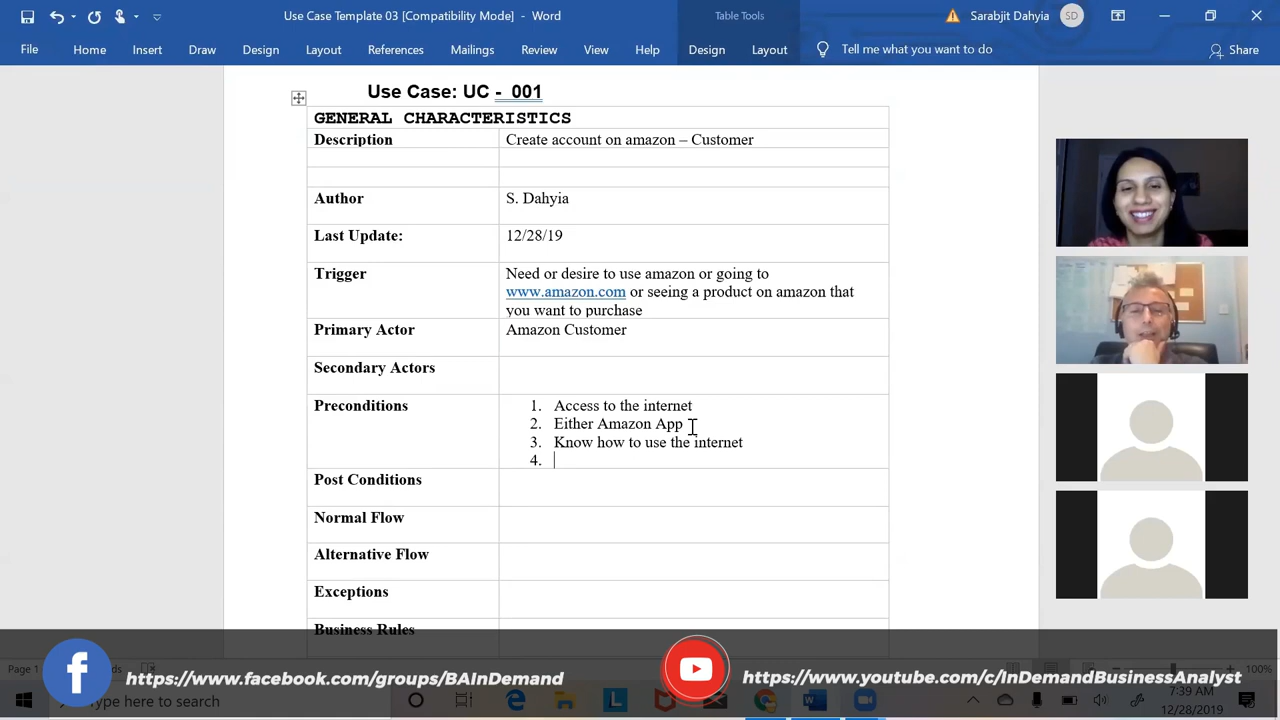 Use Case Template 03 [Compatibility Mode] - Word
Table Tools
Sarabjit Dahyia
SD
File Home Insert Draw Design Layout References Mailings Review View Help Design Layout Tell me what you want to do Share
Use Case: UC - 001
GENERAL CHARACTERISTICS
Description Create account on amazon – Customer
Author S. Dahyia
Last Update: 12/28/19
Trigger Need or desire to use amazon or going to
www.amazon.com or seeing a product on amazon that
you want to purchase
Primary Actor Amazon Customer
Secondary Actors
Preconditions 1. Access to the internet
2. Either Amazon App
3. Know how to use the internet
4.
Post Conditions
Normal Flow
Alternative Flow
Exceptions
Business Rules
Page 1
100%
https://www.facebook.com/groups/BAInDemand
https://www.youtube.com/c/InDemandBusinessAnalyst
Type here to search
7:39 AM
12/28/2019